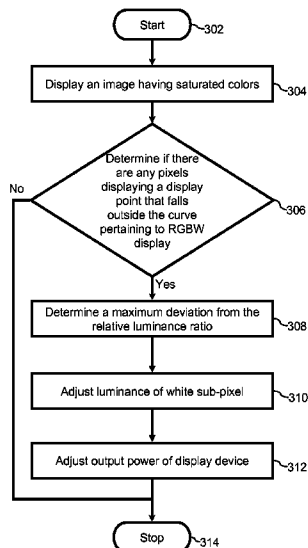 Start
302
Display an image having saturated colors
304
Determine if there
are any pixels
displaying a display
point that falls
outside the curve
pertaining to RGBW
display
306
No
Yes
Determine a maximum deviation from the
relative luminance ratio
308
Adjust luminance of white sub-pixel
310
Adjust output power of display device
312
Stop
314